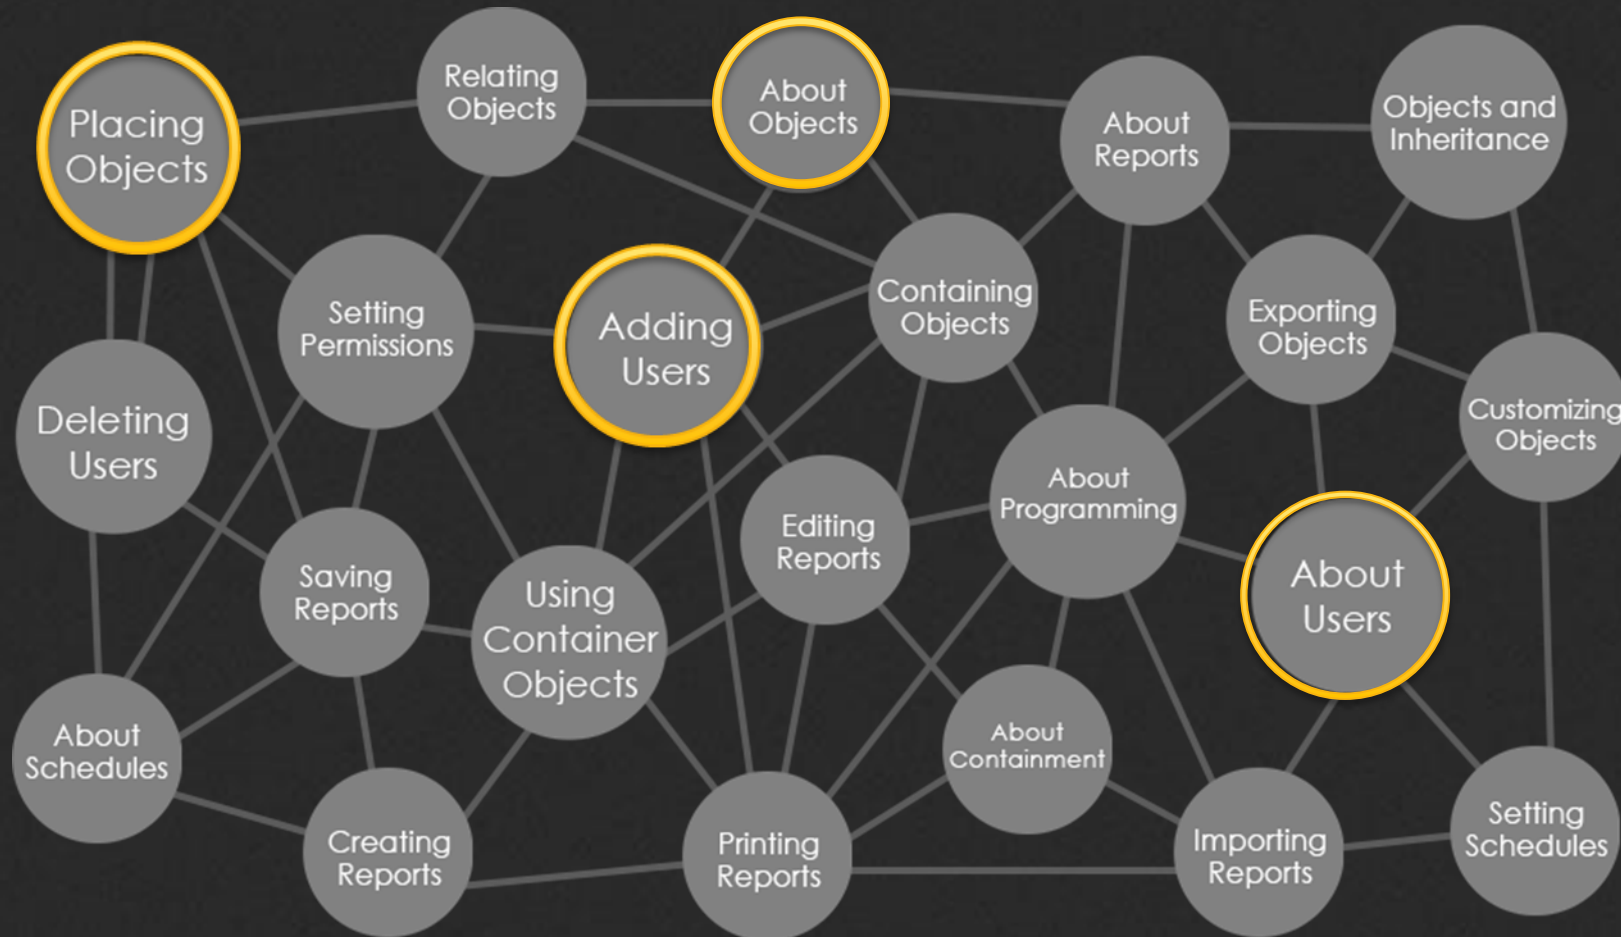 Placing
Objects
Relating
Objects
About
Objects
About
Reports
Objects and
Inheritance
Setting
Permissions
Adding
Users
Containing
Objects
Exporting
Objects
Deleting
Users
Customizing
Objects
Saving
Reports
Using
Container
Objects
Editing
Reports
About
Programming
About
Users
About
Schedules
Creating
Reports
Printing
Reports
About
Containment
Importing
Reports
Setting
Schedules